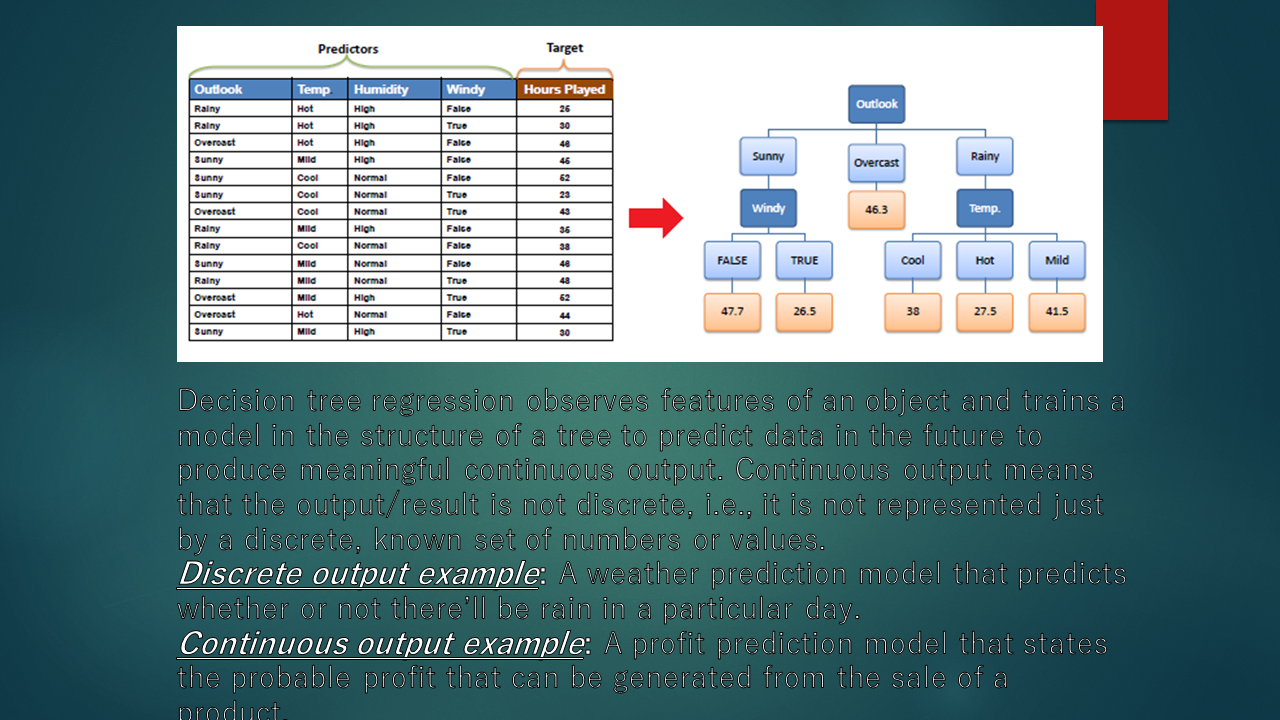 Predictors Target
Outlook Temp. Humidity Windy Hours Played
Rainy Hot High False 25
Rainy Hot High True 30
Overcast Hot High False 46
Sunny Mild High False 45
Sunny Cool Normal False 52
Sunny Cool Normal True 23
Overcast Cool Normal True 43
Rainy Mild High False 35
Rainy Cool Normal False 38
Sunny Mild Normal False 46
Rainy Mild Normal True 48
Overcast Mild High True 52
Overcast Hot Normal False 44
Sunny Mild High True 30
Outlook
Sunny Overcast Rainy
Windy 46.3 Temp.
FALSE TRUE Cool Hot Mild
47.7 26.5 38 27.5 41.5
Decision tree regression observes features of an object and trains a
model in the structure of a tree to predict data in the future to
produce meaningful continuous output. Continuous output means
that the output/result is not discrete, i.e., it is not represented just
by a discrete, known set of numbers or values.
Discrete output example: A weather prediction model that predicts
whether or not there’ll be rain in a particular day.
Continuous output example: A profit prediction model that states
the probable profit that can be generated from the sale of a
product.